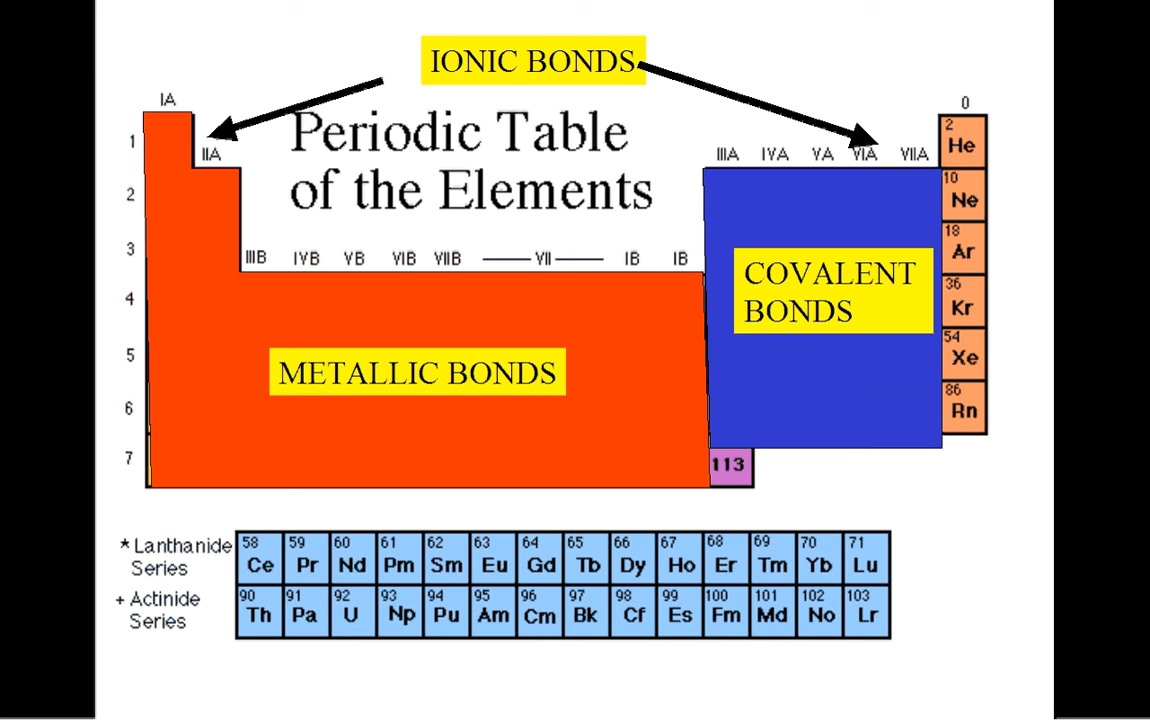 IONIC BONDS
IA
0
1
Periodic Table
2
He
IIA
IIIA IVA VA VIA VIIA
2
of the Elements
10
Ne
3
IIIB IVB VB VIB VIIB VII IB IB
18
Ar
COVALENT
BONDS
4
36
Kr
5
54
Xe
METALLIC BONDS
6
86
Rn
7
113
* Lanthanide
Series
58 59 60 61 62 63 64 65 66 67 68 69 70 71
Ce Pr Nd Pm Sm Eu Gd Tb Dy Ho Er Tm Yb Lu
+ Actinide
Series
90 91 92 93 94 95 96 97 98 99 100 101 102 103
Th Pa U Np Pu Am Cm Bk Cf Es Fm Md No Lr